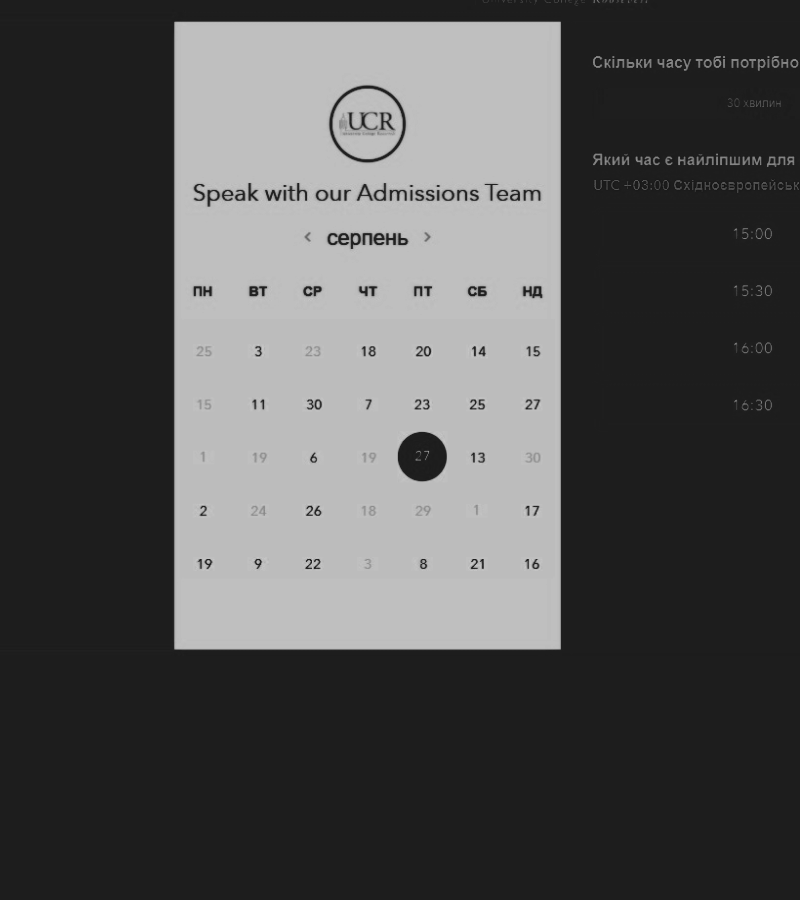 University College
UCR
Speak with our Admissions Team
< серпень >
ПН ВТ СР ЧТ ПТ СБ НД
25 3 23 18 20 14 15
15 11 30 7 23 25 27
1 19 6 19 27 13 30
2 24 26 18 29 1 17
19 9 22 3 8 21 16
Скільки часу тобі потрібно
30 хвилин
Який час є найліпшим для
UTC +03:00 Східноєвропейськ
15:00
15:30
16:00
16:30